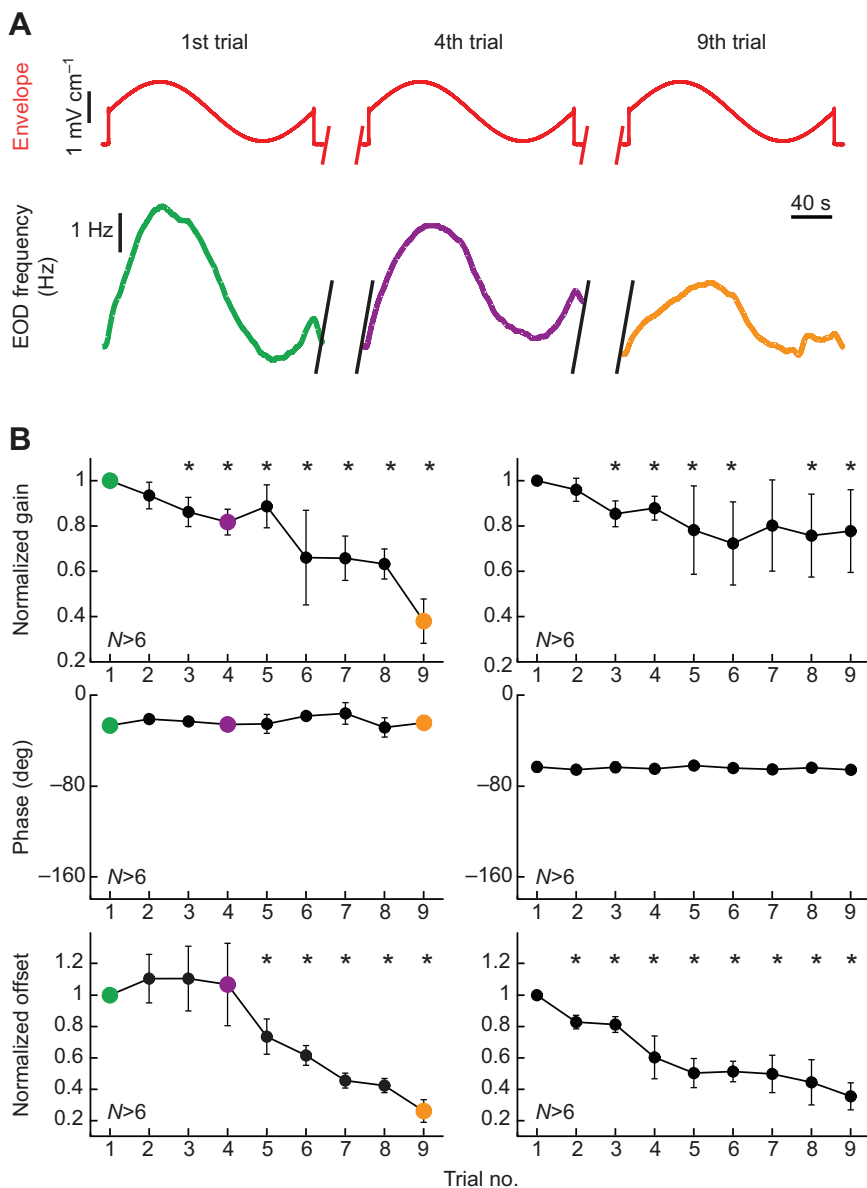 A
1st trial 4th trial 9th trial
Envelope
1 mV cm–1
EOD frequency
(Hz)
1 Hz
40 s
B
* * * * * * *
* * * * * *
Normalized gain
1
0.8
0.6
0.4
0.2
N>6
1 2 3 4 5 6 7 8 9
1
0.8
0.6
0.4
0.2
N>6
1 2 3 4 5 6 7 8 9
Phase (deg)
0
–80
–160
N>6
1 2 3 4 5 6 7 8 9
0
–80
–160
N>6
1 2 3 4 5 6 7 8 9
Normalized offset
* * * * *
1.2
1
0.8
0.6
0.4
0.2
N>6
1 2 3 4 5 6 7 8 9
* * * * * * * *
1.2
1
0.8
0.6
0.4
0.2
N>6
1 2 3 4 5 6 7 8 9
Trial no.